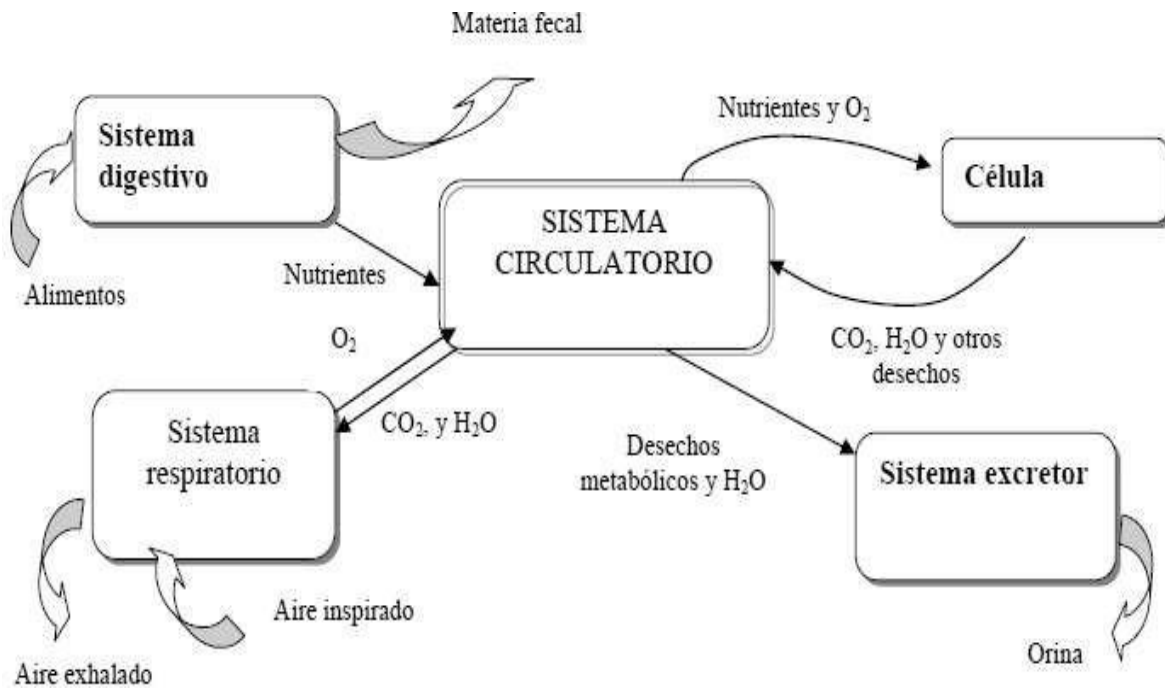 Materia fecal
Sistema
digestivo
Nutrientes y O₂
Célula
SISTEMA
CIRCULATORIO
Nutrientes
Alimentos
O₂
CO₂, H₂O y otros
desechos
CO₂, y H₂O
Sistema
respiratorio
Desechos
metabólicos y H₂O
Sistema excretor
Aire inspirado
Aire exhalado
Orina